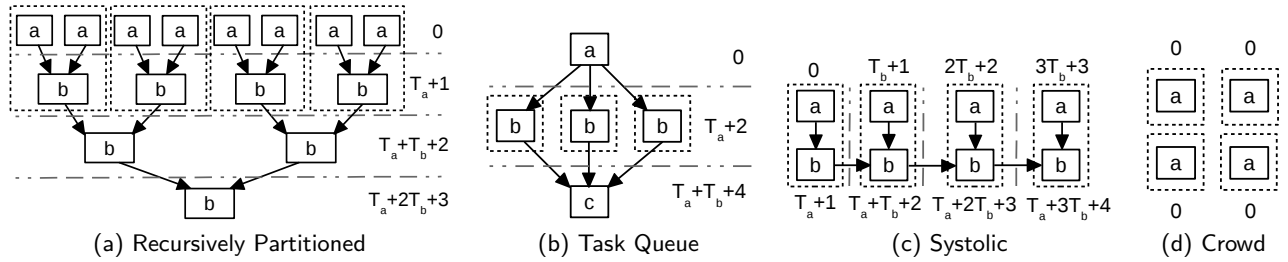 a a a a a a a a 0
b b b b T_a+1
b b T_a+T_b+2
b T_a+2T_b+3
(a) Recursively Partitioned
a 0
b b b T_a+2
c T_a+T_b+4
(b) Task Queue
0 T_b+1 2T_b+2 3T_b+3
a a a a
b b b b
T_a+1 T_a+T_b+2 T_a+2T_b+3 T_a+3T_b+4
(c) Systolic
0 0
a a
a a
0 0
(d) Crowd